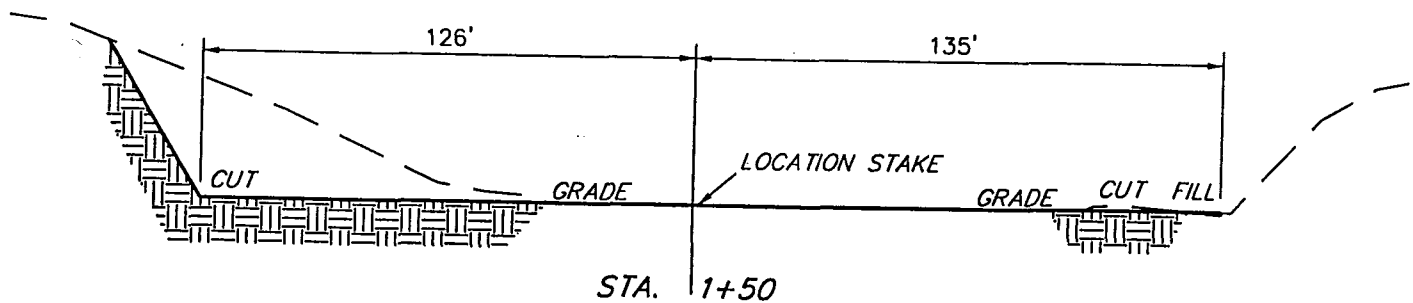 126' 135'
LOCATION STAKE
CUT GRADE GRADE CUT FILL
STA. 1+50